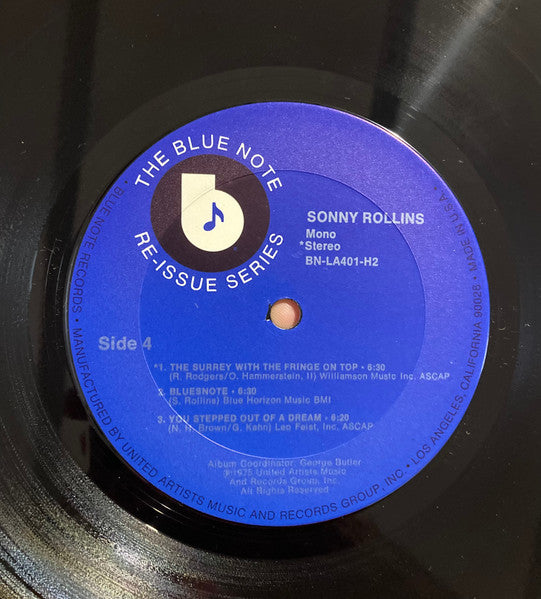 THE BLUE NOTE
RE-ISSUE SERIES
SONNY ROLLINS
Mono
*Stereo
BN-LA401-H2
Side 4
*1. THE SURREY WITH THE FRINGE ON TOP • 6:30
(R. Rodgers/O. Hammerstein, II) Williamson Music Inc. ASCAP
2. BLUESNOTE • 6:30
(S. Rollins) Blue Horizon Music BMI
3. YOU STEPPED OUT OF A DREAM • 6:20
(N. H. Brown/G. Kahn) Leo Feist, Inc. ASCAP
Album Coordinator: George Butler
℗1975 United Artists Music
And Records Group, Inc.
All Rights Reserved
BLUE NOTE RECORDS • MANUFACTURED BY UNITED ARTISTS MUSIC AND RECORDS GROUP, INC. • LOS ANGELES, CALIFORNIA 90028 • MADE IN U.S.A.